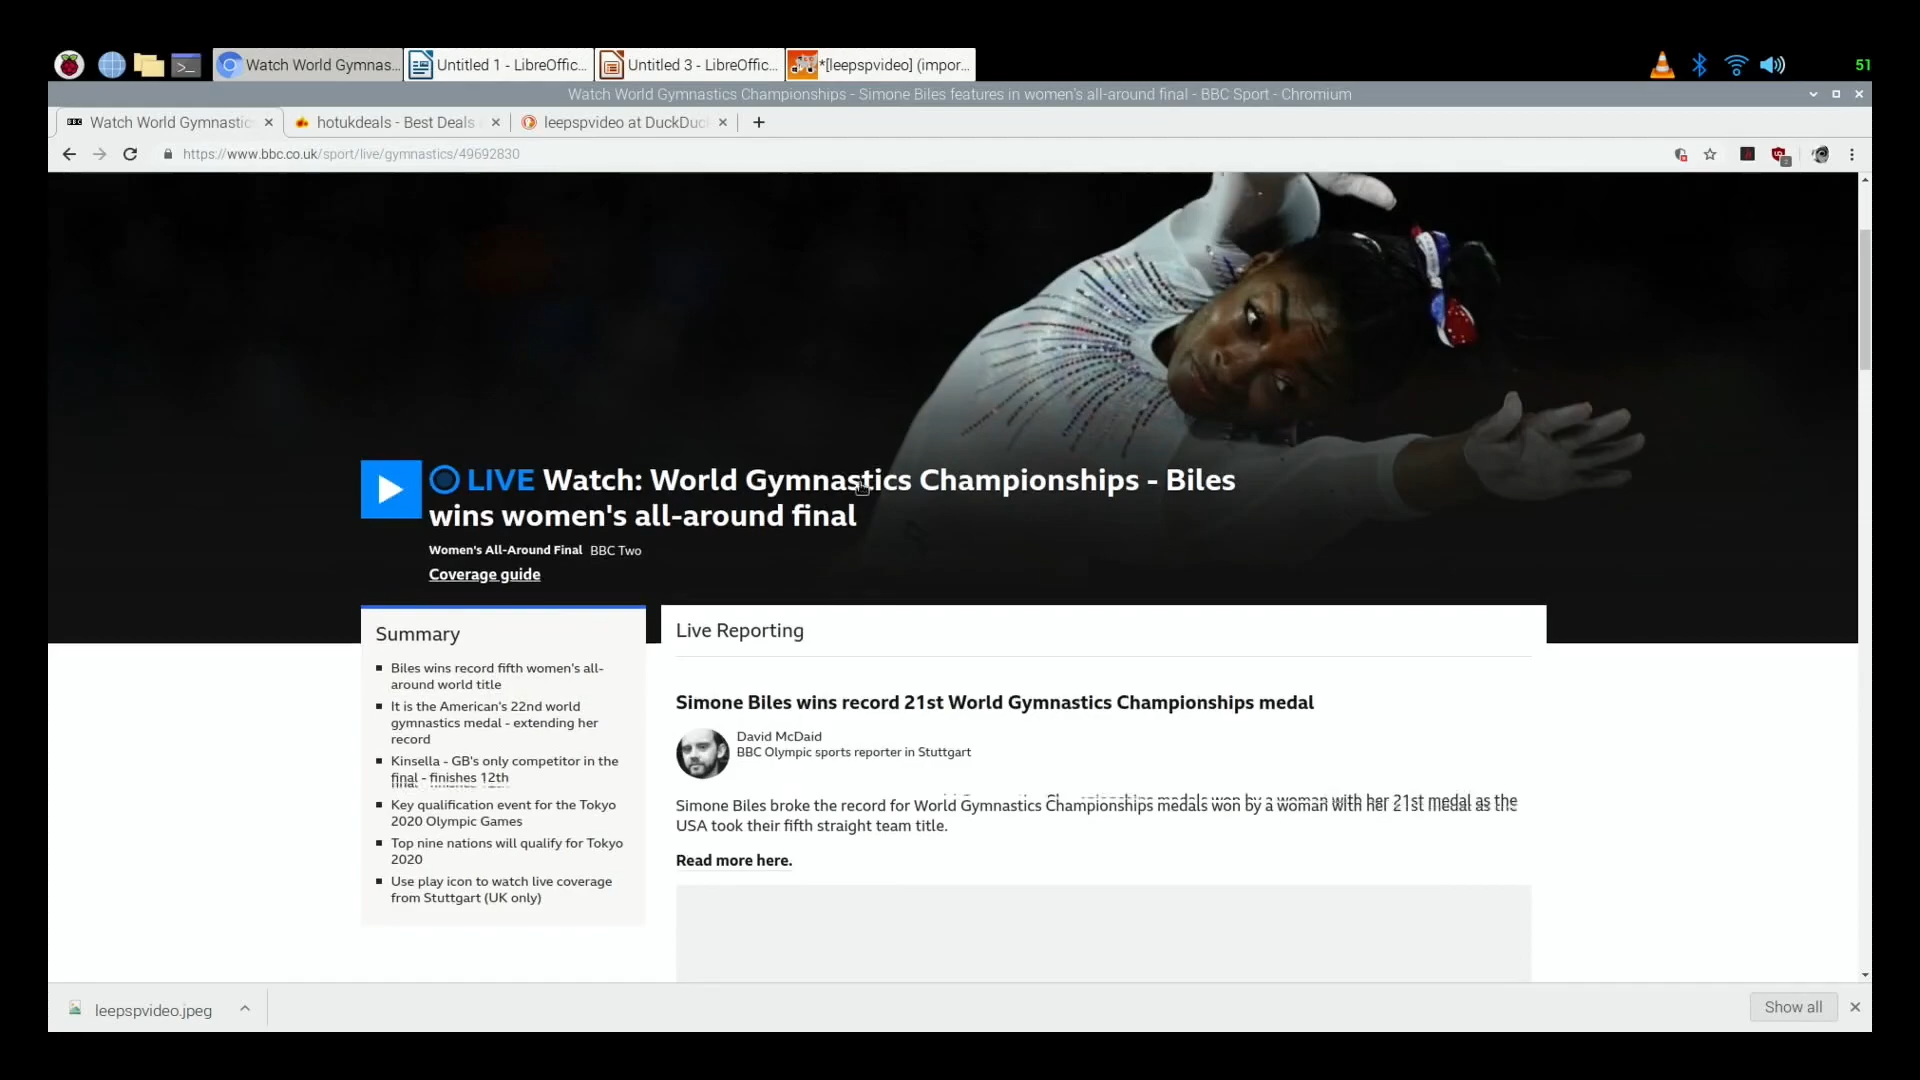 Watch World Gymnas...
Untitled 1 - LibreOffic...
Untitled 3 - LibreOffic...
*[leepspvideo] (impor...
51
Watch World Gymnastics Championships - Simone Biles features in women's all-around final - BBC Sport - Chromium
BBC Watch World Gymnastic
hotukdeals - Best Deals
leepspvideo at DuckDuc
https://www.bbc.co.uk/sport/live/gymnastics/49692830
LIVE Watch: World Gymnastics Championships - Biles
wins women's all-around final
Women's All-Around Final BBC Two
Coverage guide
Summary
Biles wins record fifth women's all-
around world title
It is the American's 22nd world
gymnastics medal - extending her
record
Kinsella - GB's only competitor in the
final - finishes 12th
Key qualification event for the Tokyo
2020 Olympic Games
Top nine nations will qualify for Tokyo
2020
Use play icon to watch live coverage
from Stuttgart (UK only)
Live Reporting
Simone Biles wins record 21st World Gymnastics Championships medal
David McDaid
BBC Olympic sports reporter in Stuttgart
Simone Biles broke the record for World Gymnastics Championships medals won by a woman with her 21st medal as the
USA took their fifth straight team title.
Read more here.
leepspvideo.jpeg
Show all